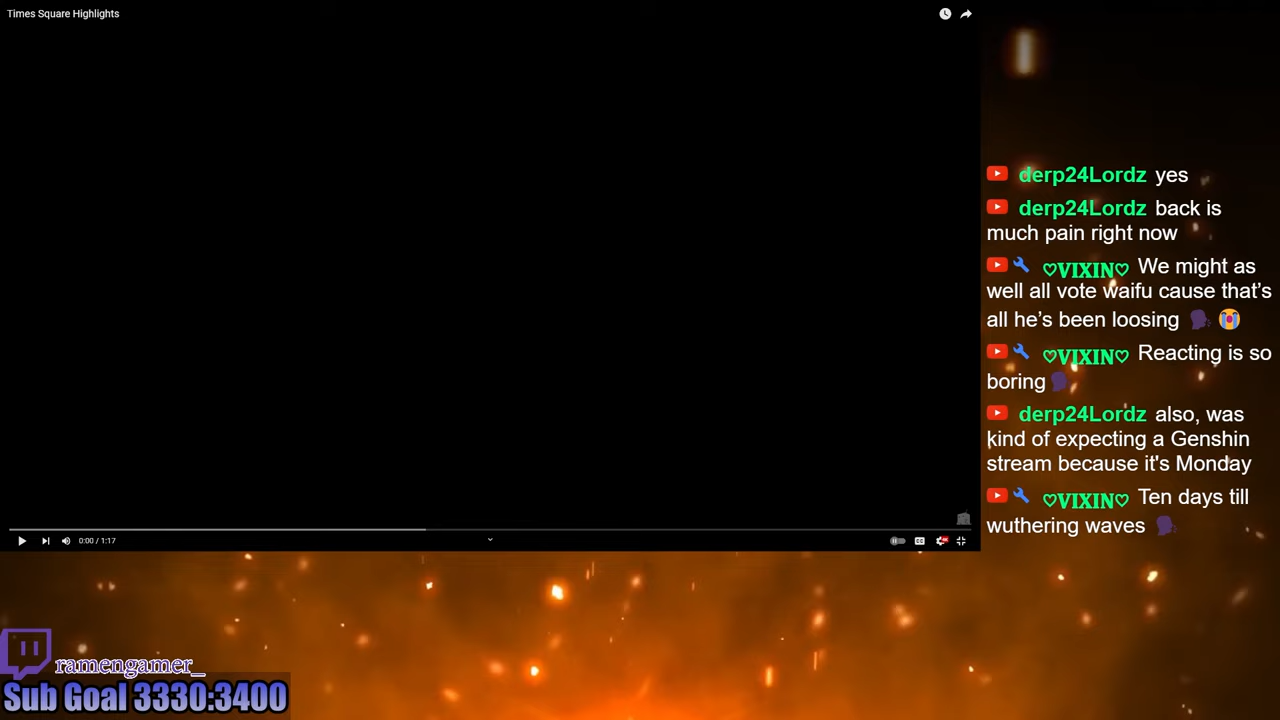 Times Square Highlights
derp24Lordz yes
derp24Lordz back is
much pain right now
♡VIXIN♡ We might as
well all vote waifu cause that’s
all he’s been loosing 🗣️ 😭
♡VIXIN♡ Reacting is so
boring 🗣️
derp24Lordz also, was
kind of expecting a Genshin
stream because it's Monday
♡VIXIN♡ Ten days till
wuthering waves 🗣️
0:00 / 1:17
ramengamer_
Sub Goal 3330:3400